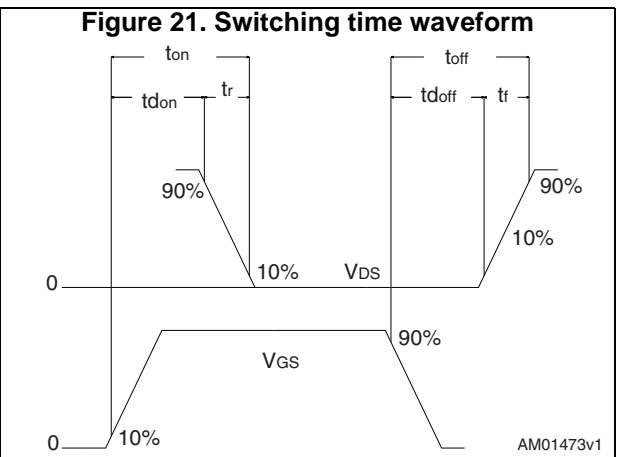 Figure 21. Switching time waveform
ton
toff
tdon
tr
tdoff
tf
90%
90%
10%
10%
VDS
0
90%
VGS
0
10%
AM01473v1